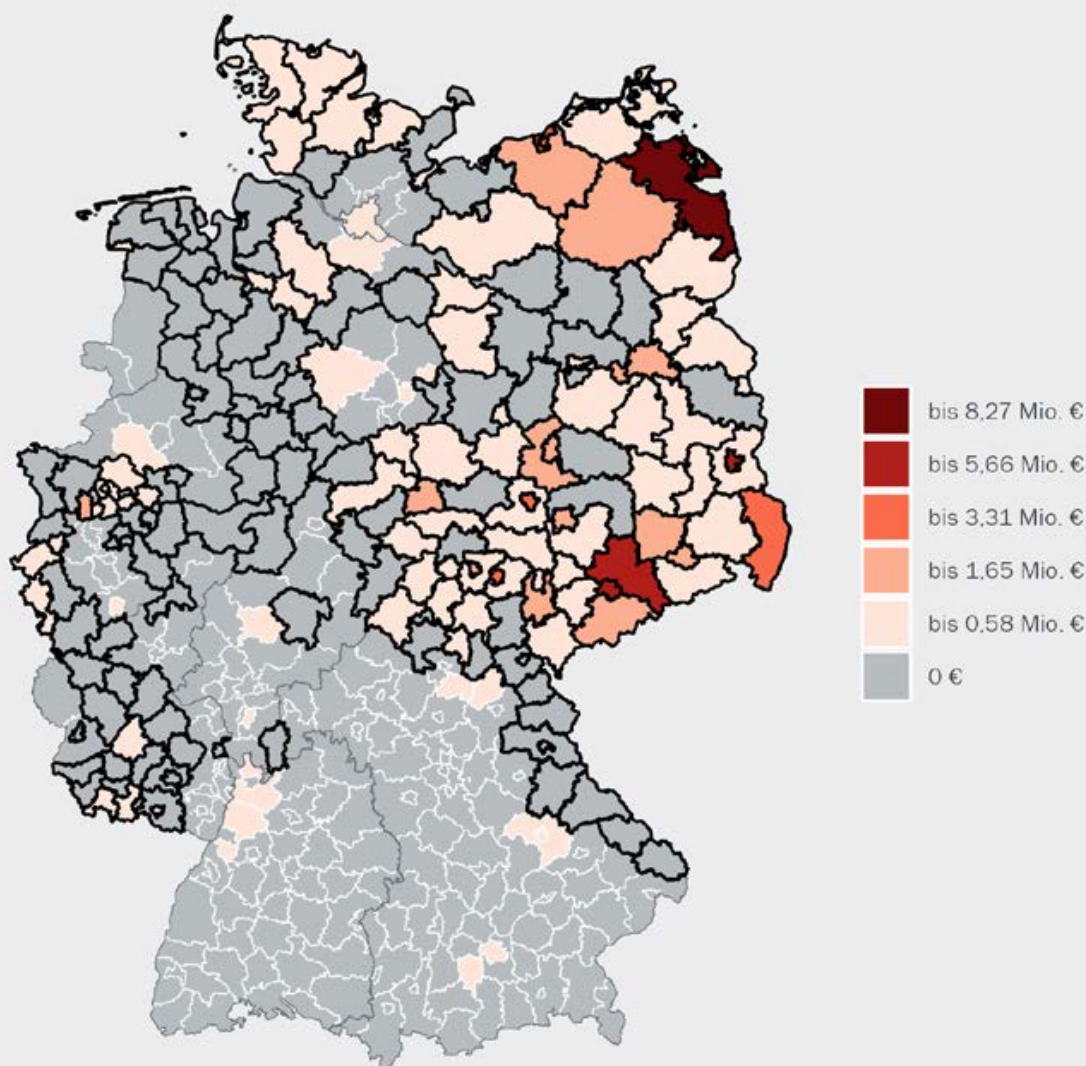 bis 8,27 Mio. €
bis 5,66 Mio. €
bis 3,31 Mio. €
bis 1,65 Mio. €
bis 0,58 Mio. €
0 €